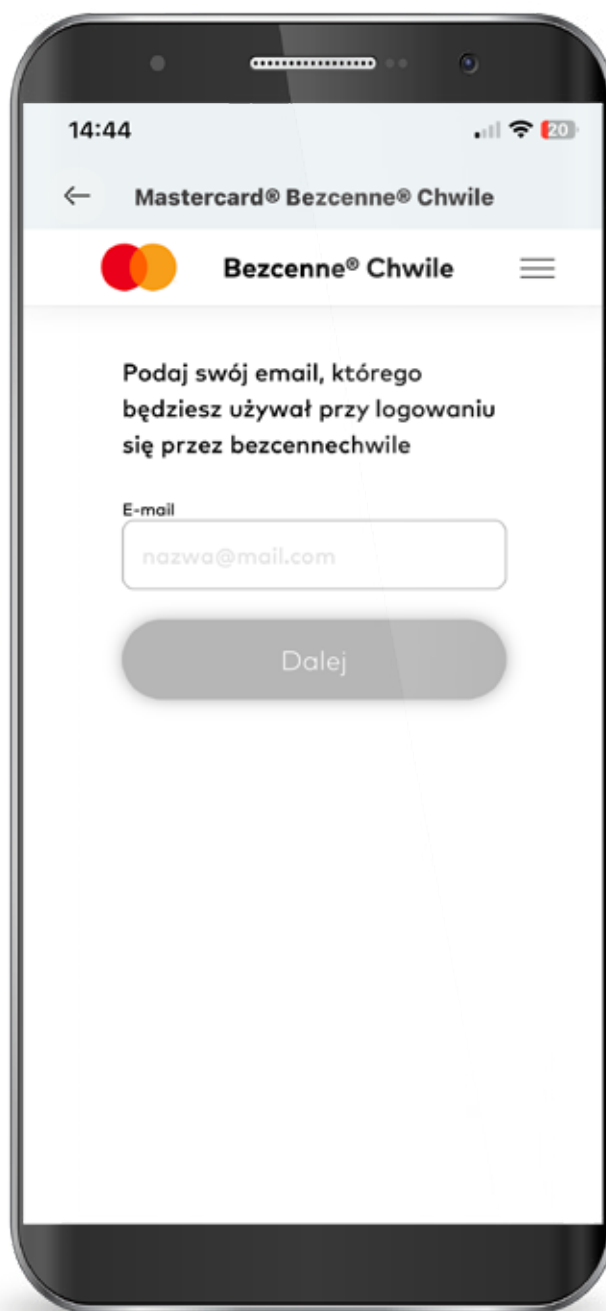 14:44
20
Mastercard® Bezcenne® Chwile
Bezcenne® Chwile
Podaj swój email, którego
będziesz używał przy logowaniu
się przez bezcennechwile
E-mail
nazwa@mail.com
Dalej